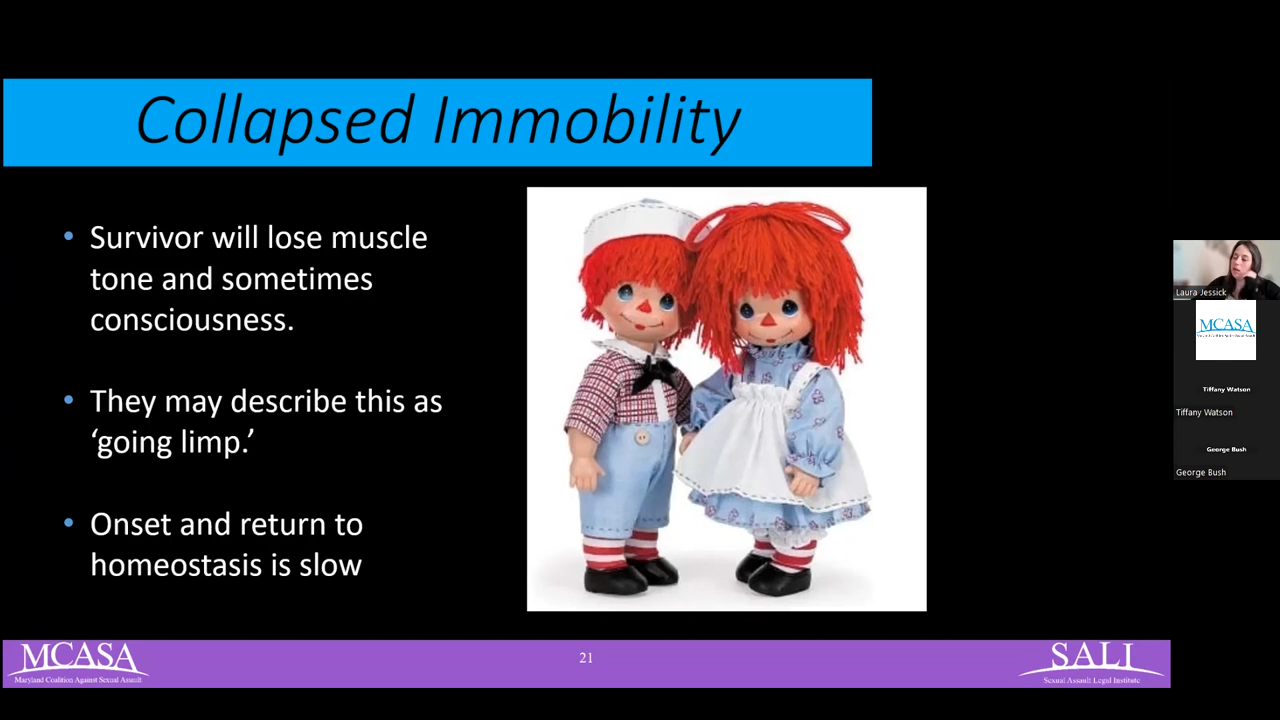 Collapsed Immobility
• Survivor will lose muscle
tone and sometimes
consciousness.
• They may describe this as
‘going limp.’
• Onset and return to
homeostasis is slow
Laura Jessick
MCASA
Tiffany Watson
Tiffany Watson
George Bush
George Bush
MCASA
Maryland Coalition Against Sexual Assault
21
SALI
Sexual Assault Legal Institute